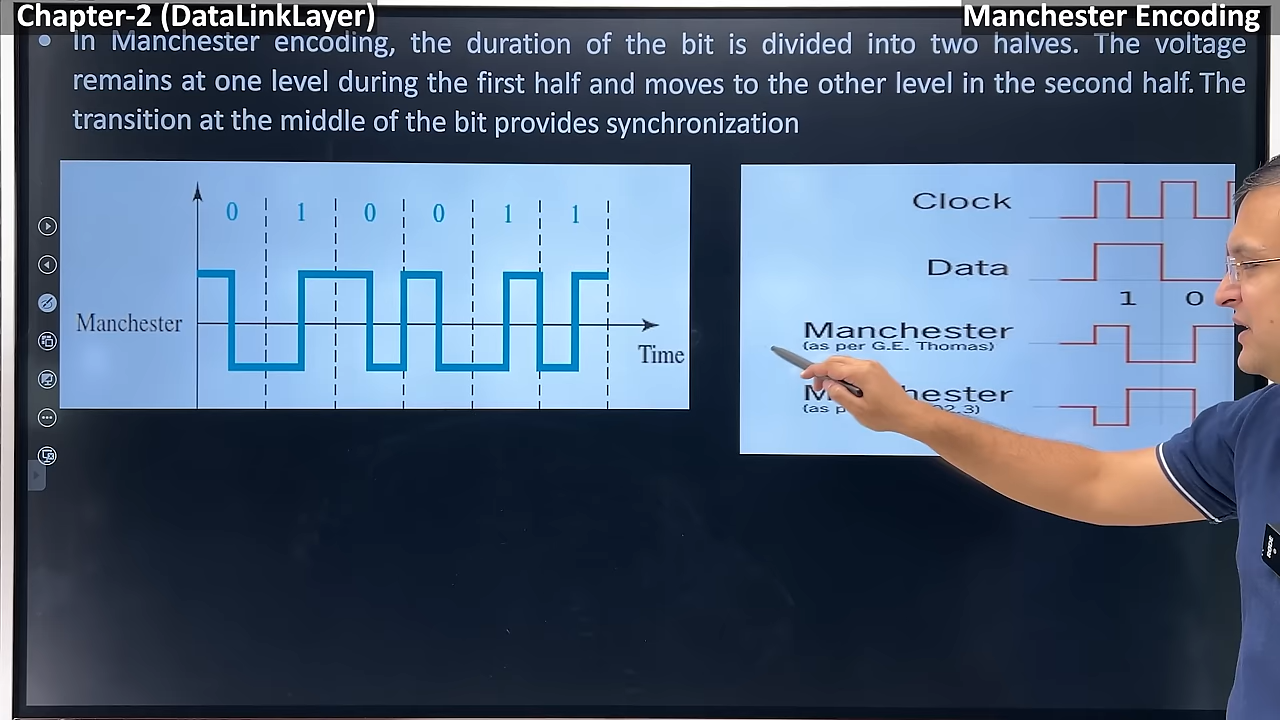 Chapter-2 (DataLinkLayer)
Manchester Encoding
In Manchester encoding, the duration of the bit is divided into two halves. The voltage
remains at one level during the first half and moves to the other level in the second half. The
transition at the middle of the bit provides synchronization
0 1 0 0 1 1
Manchester
Time
Clock
Data
1 0
Manchester
(as per G.E. Thomas)